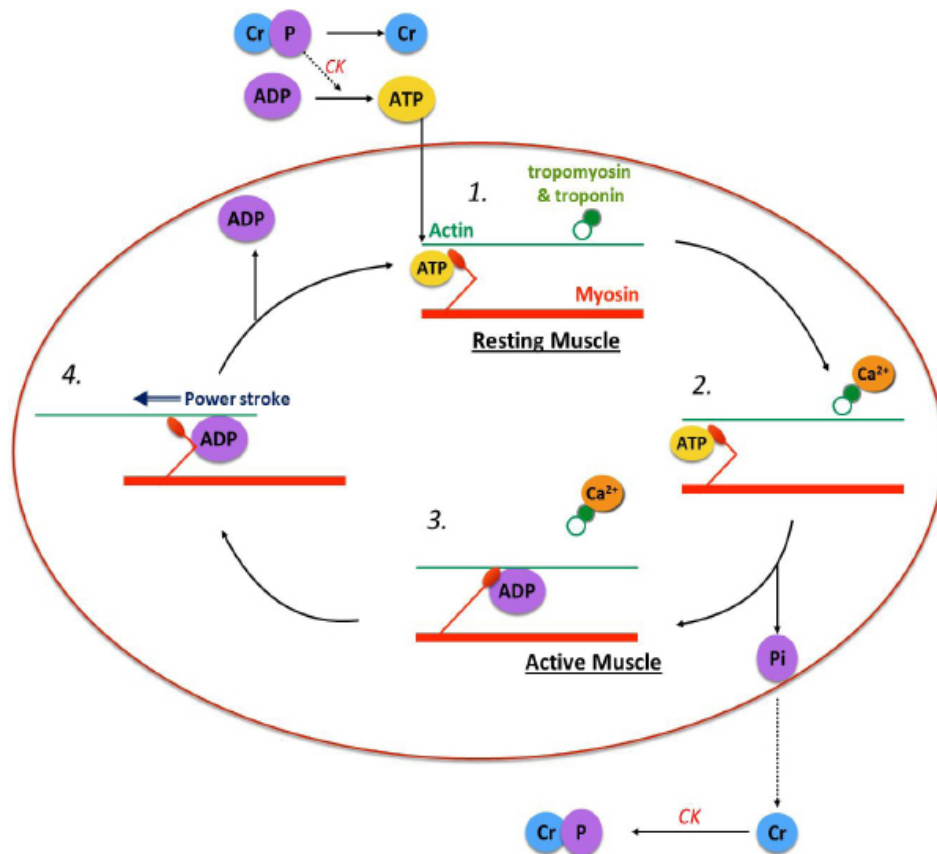 Cr P Cr
CK
ADP ATP
tropomyosin
& troponin
1.
ADP
Actin
ATP
Myosin
Resting Muscle
4.
Power stroke
ADP
2.
Ca²⁺
ATP
3.
Ca²⁺
ADP
Active Muscle
Pi
Cr P CK Cr